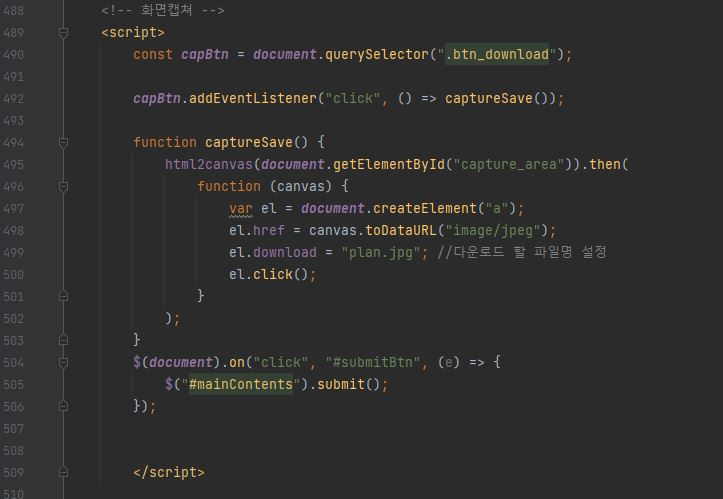 488 <!-- 화면캡쳐 -->
489 <script>
490 const capBtn = document.querySelector(".btn_download");
491
492 capBtn.addEventListener("click", () => captureSave());
493
494 function captureSave() {
495 html2canvas(document.getElementById("capture_area")).then(
496 function (canvas) {
497 var el = document.createElement("a");
498 el.href = canvas.toDataURL("image/jpeg");
499 el.download = "plan.jpg"; //다운로드 할 파일명 설정
500 el.click();
501 }
502 );
503 }
504 $(document).on("click", "#submitBtn", (e) => {
505 $("#mainContents").submit();
506 });
507
508
509 </script>
510